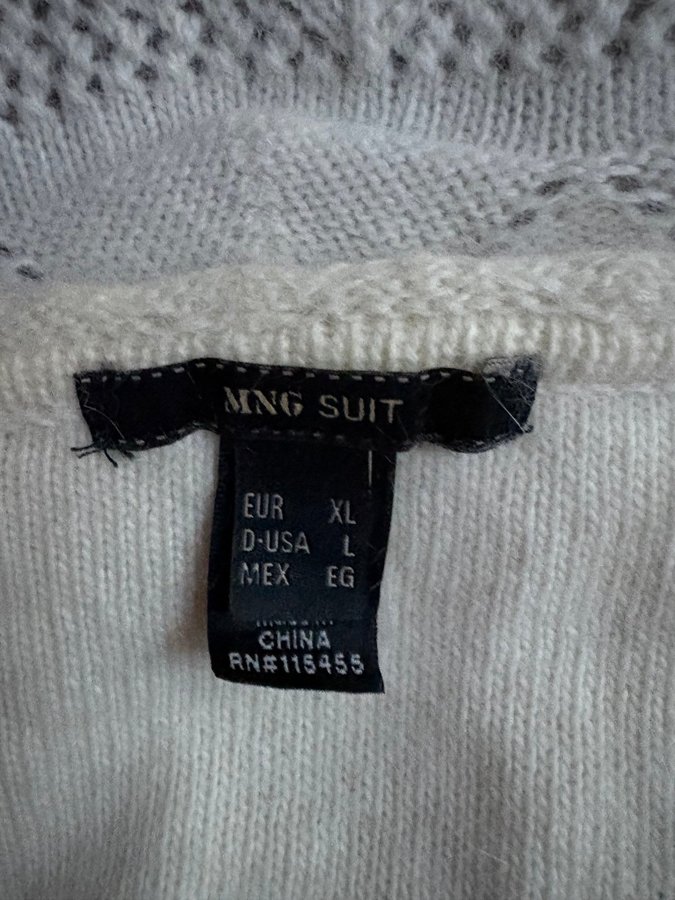 MNG SUIT
EUR XL
D-USA L
MEX EG
CHINA
RN#115455